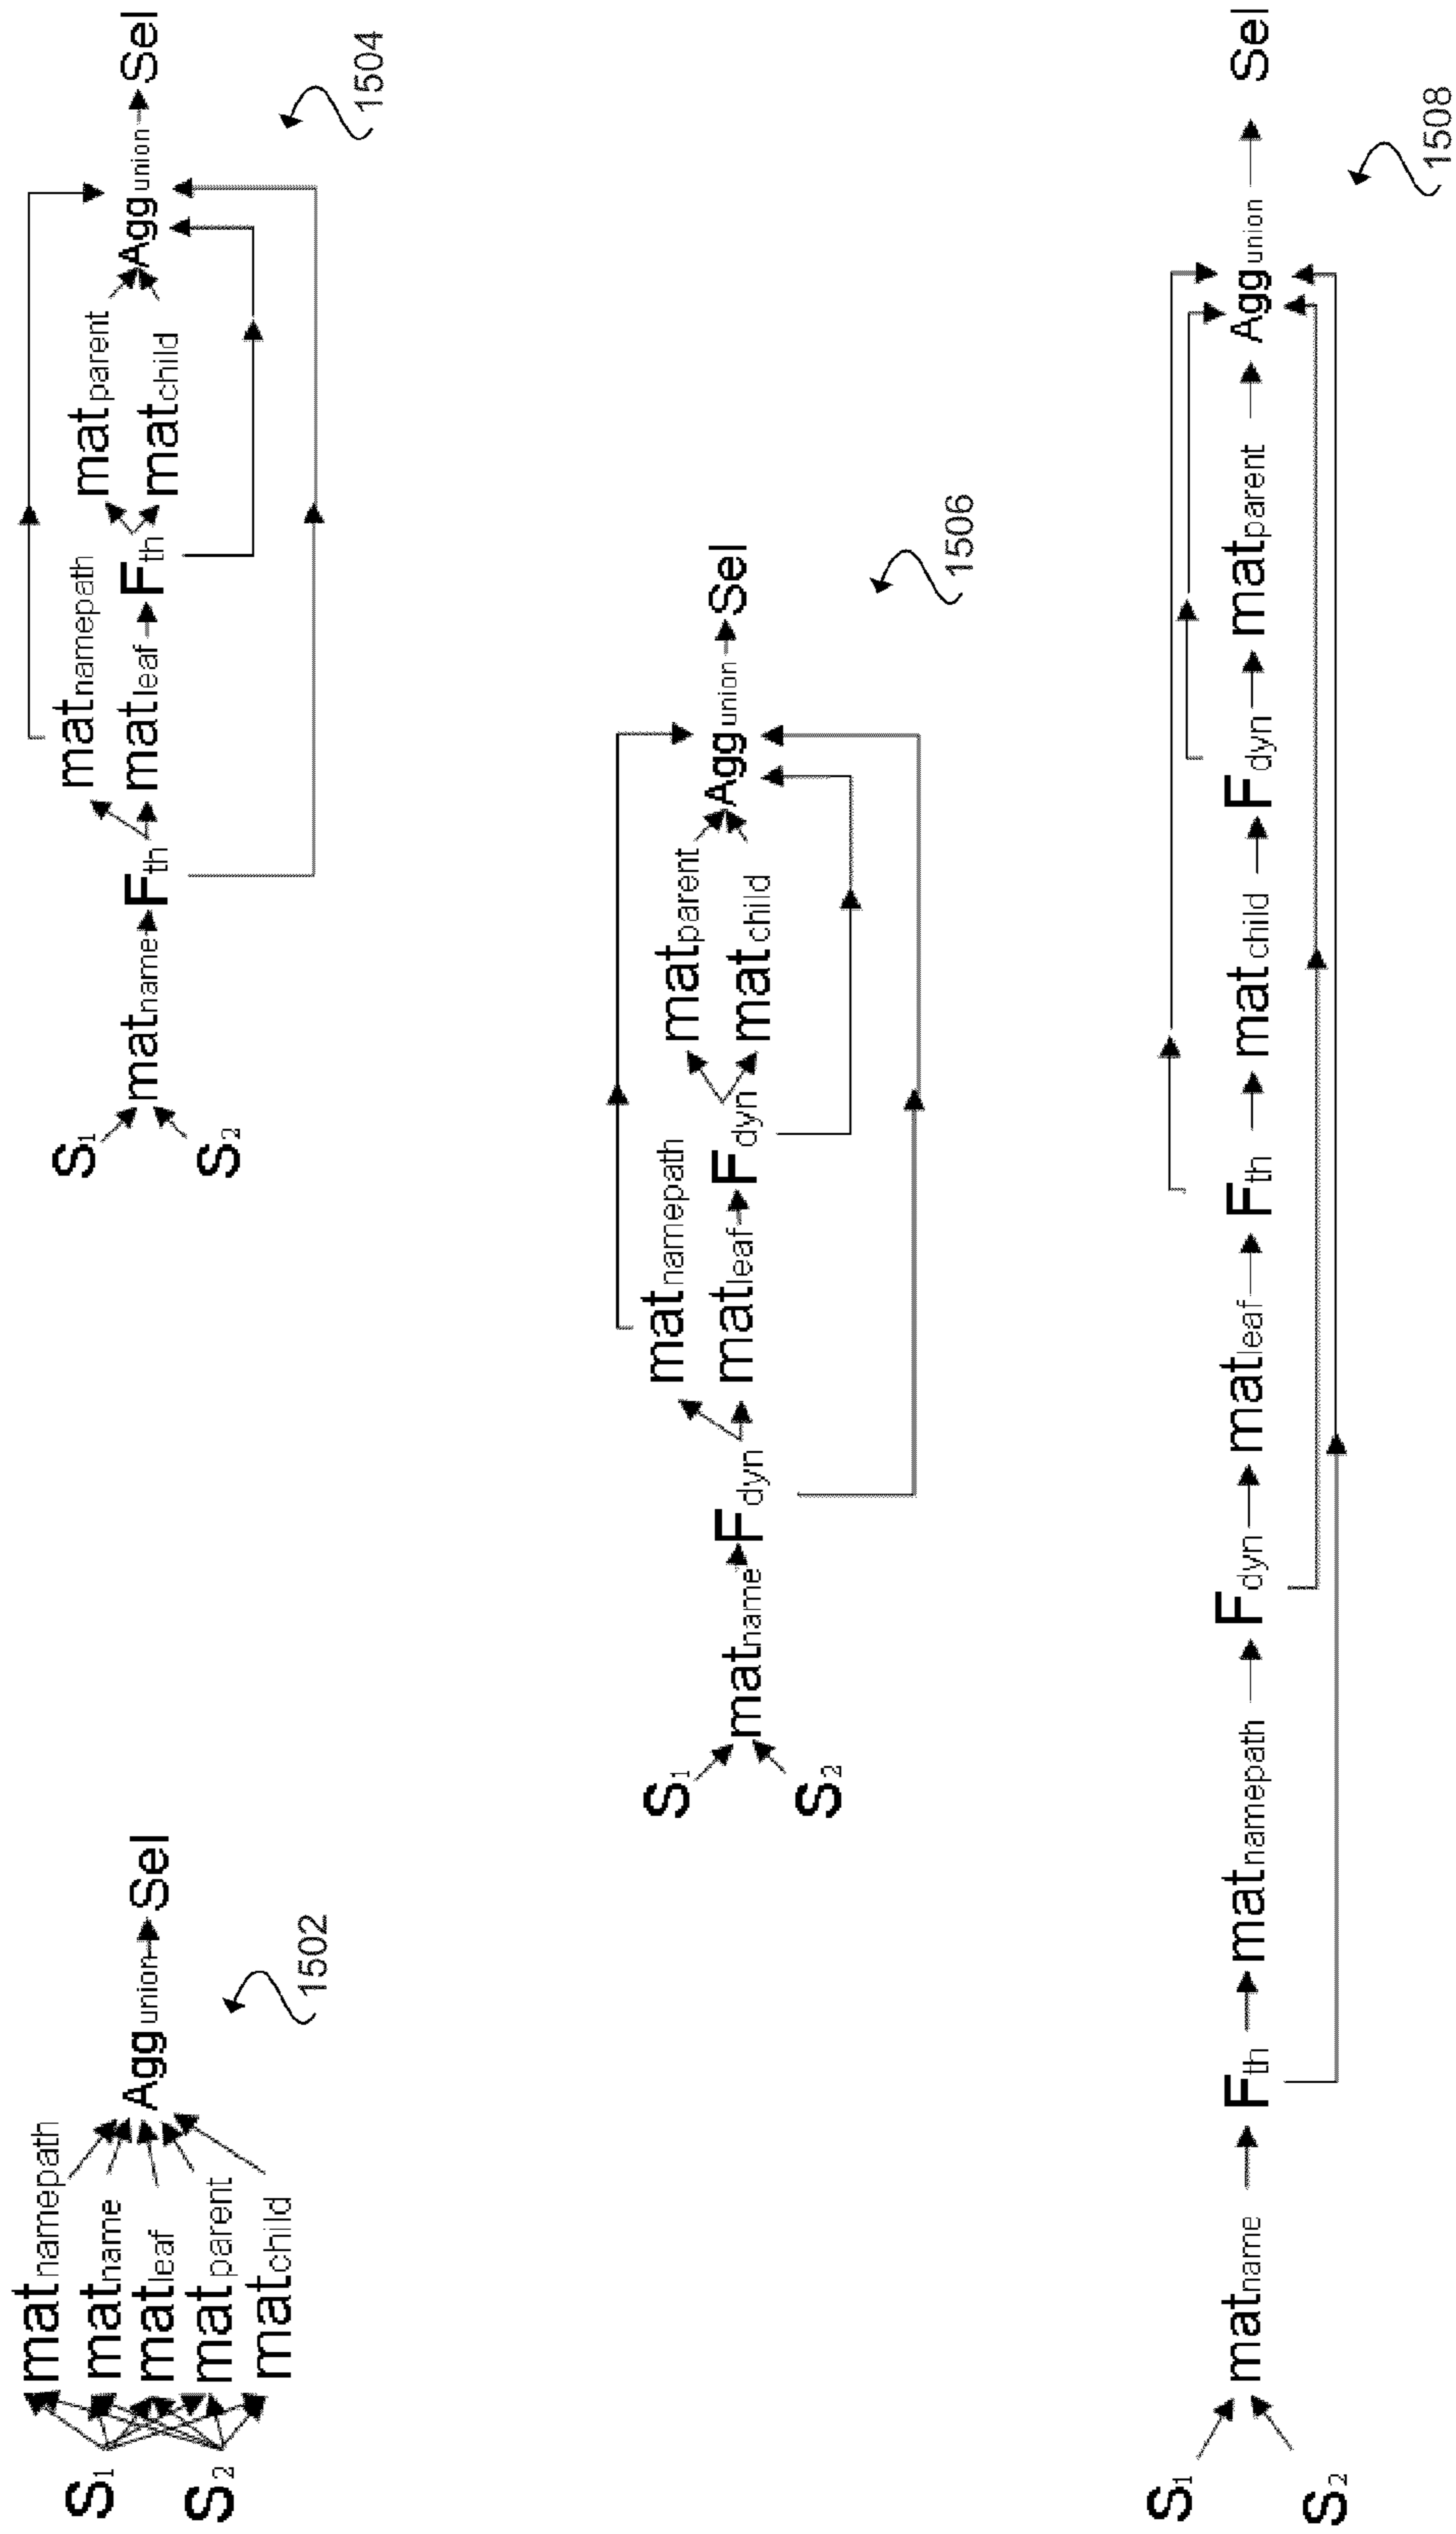 S1
S2
matnamepath
matname
matleaf
matparent
matchild
Aggunion
Sel
1502
S1
S2
matname
Fth
matnamepath
matleaf
Fth
matparent
matchild
Aggunion
Sel
1504
S1
S2
matname
Fdyn
matnamepath
matleaf
Fdyn
matparent
matchild
Aggunion
Sel
1506
S1
S2
matname
Fth
matnamepath
Fdyn
matleaf
Fth
matchild
Fdyn
matparent
Aggunion
Sel
1508